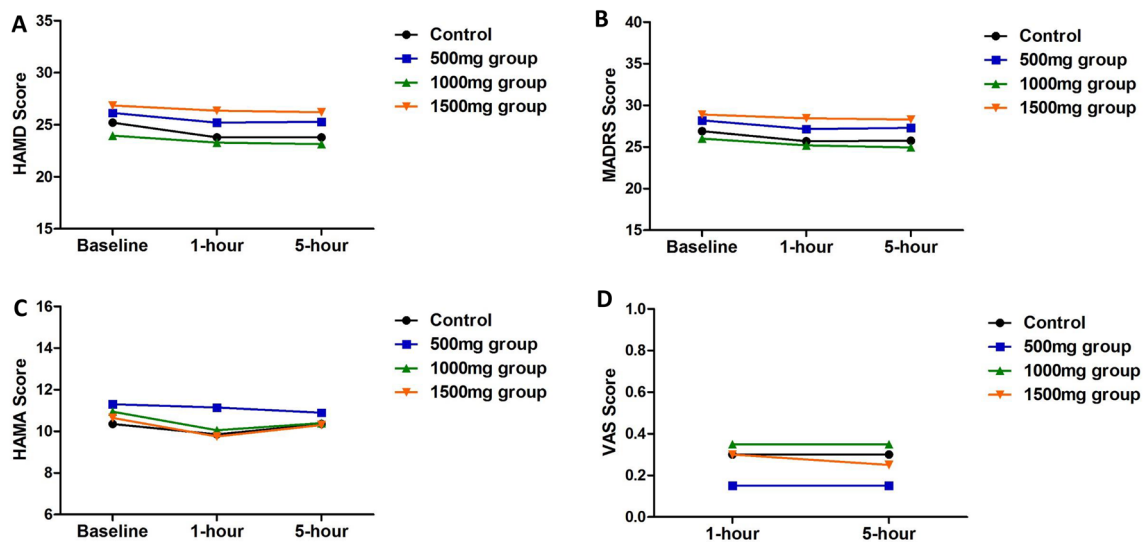 A
HAMD Score
35
30
25
20
15
Baseline
1-hour
5-hour
Control
500mg group
1000mg group
1500mg group
B
MADRS Score
40
35
30
25
20
15
Baseline
1-hour
5-hour
Control
500mg group
1000mg group
1500mg group
C
HAMA Score
16
14
12
10
8
6
Baseline
1-hour
5-hour
Control
500mg group
1000mg group
1500mg group
D
VAS Score
1.0
0.8
0.6
0.4
0.2
0.0
1-hour
5-hour
Control
500mg group
1000mg group
1500mg group